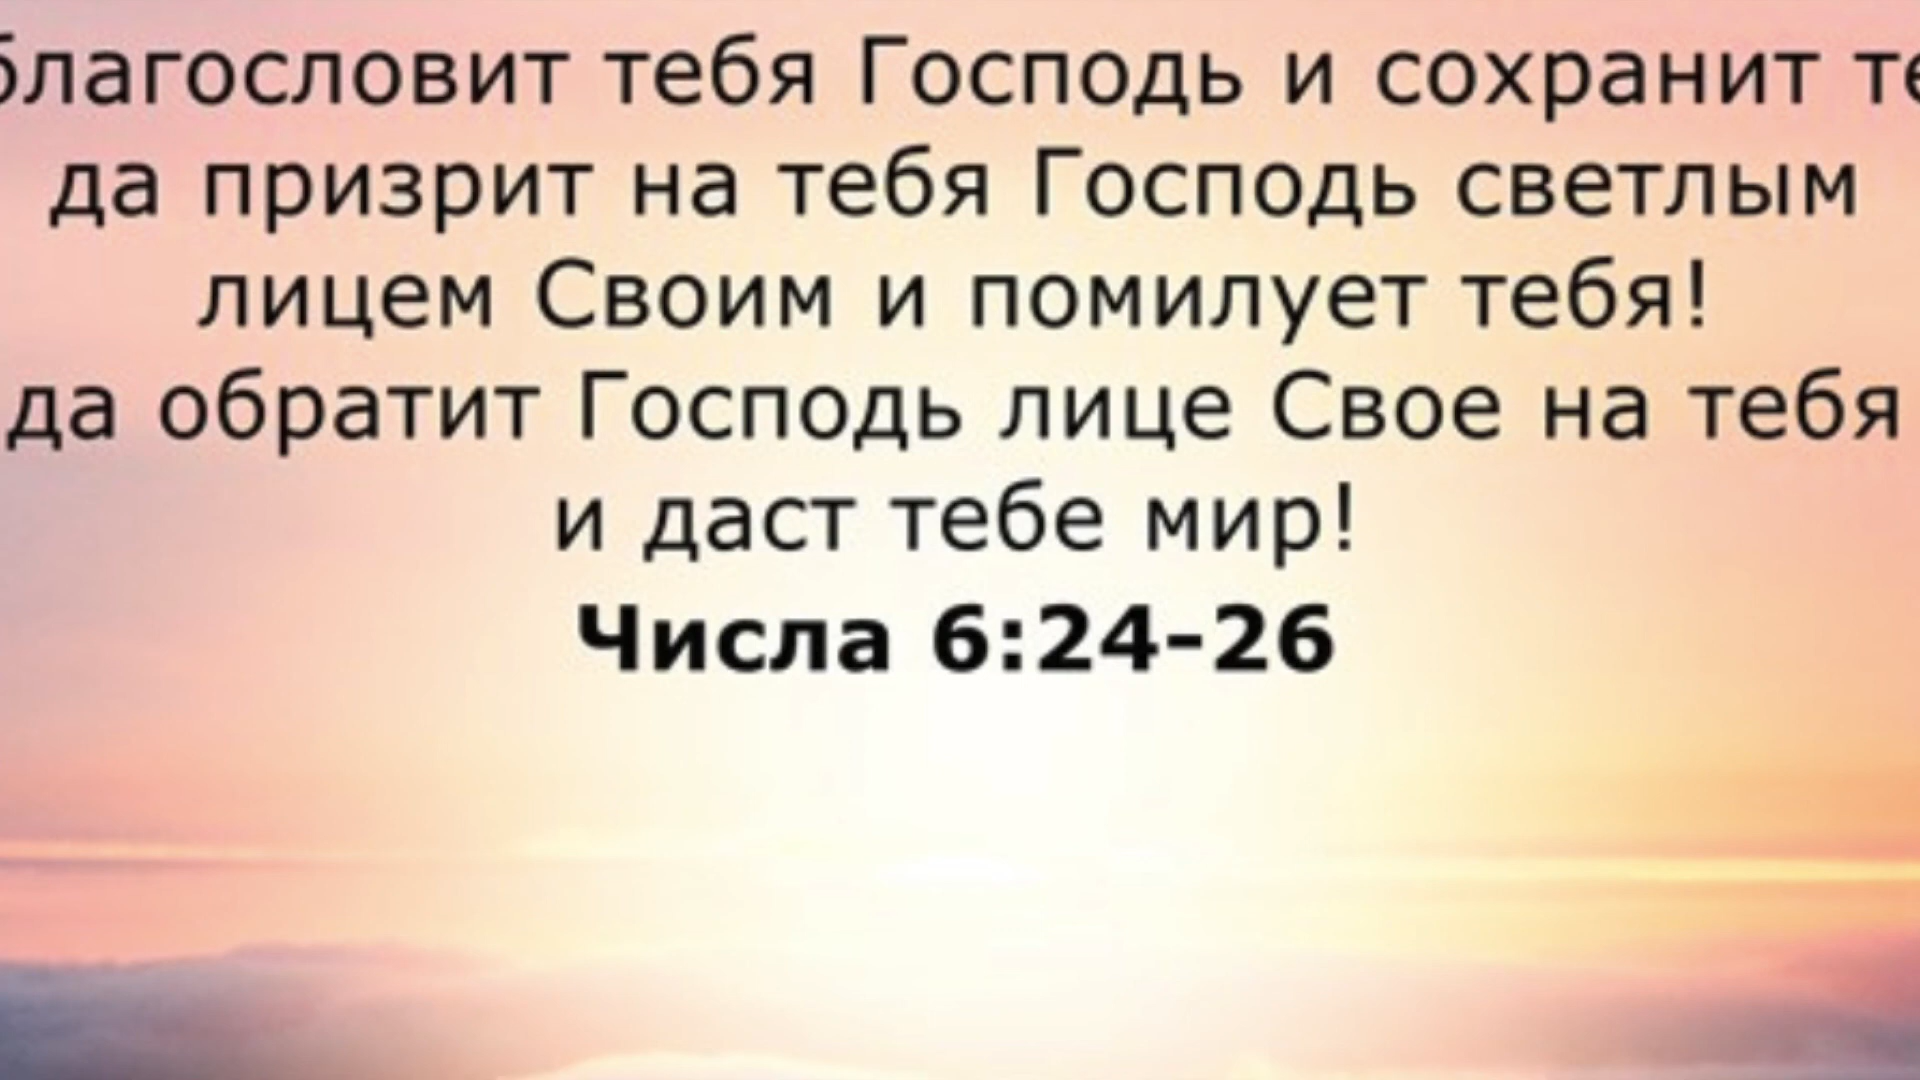 благословит тебя Господь и сохранит
да призрит на тебя Господь светлым
лицем Своим и помилует тебя!
да обратит Господь лице Свое на тебя
и даст тебе мир!
Числа 6:24-26